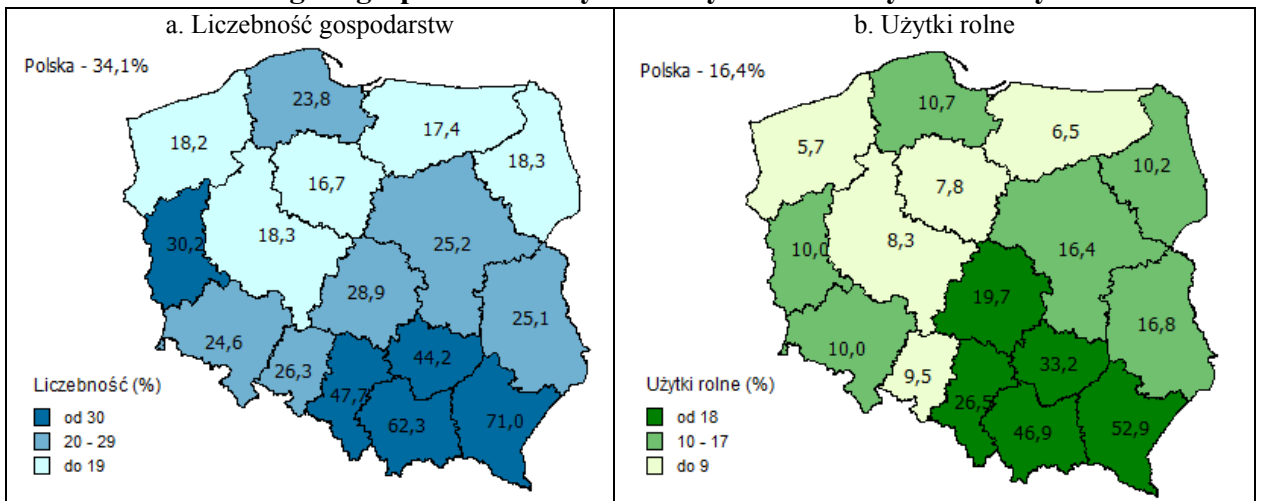 a. Liczebność gospodarstw
Polska - 34,1%
23,8
18,2
17,4
18,3
16,7
30,2
18,3
25,2
28,9
25,1
24,6
26,3
47,7
44,2
62,3
71,0
Liczebność (%)
od 30
20 - 29
do 19
b. Użytki rolne
Polska - 16,4%
10,7
5,7
6,5
10,2
7,8
10,0
8,3
16,4
19,7
16,8
10,0
9,5
26,5
33,2
46,9
52,9
Użytki rolne (%)
od 18
10 - 17
do 9